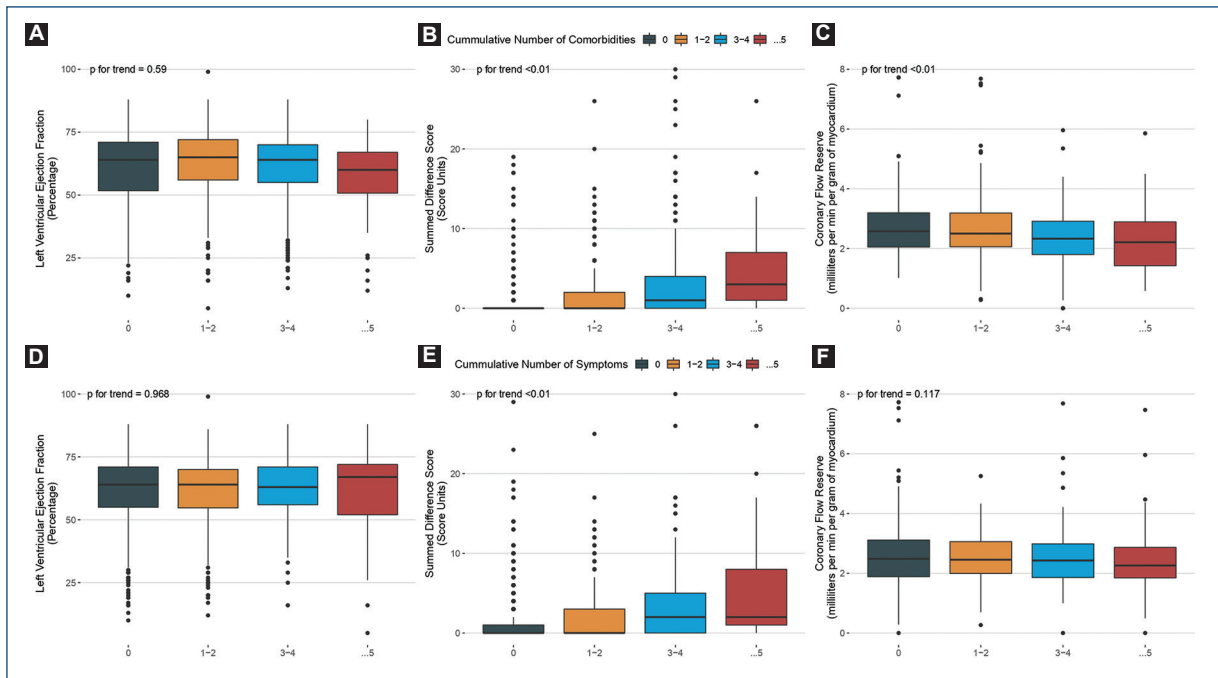 A
B
Cummulative Number of Comorbidities 0 1−2 3−4 ...5
C
p for trend = 0.59
p for trend <0.01
p for trend <0.01
Left Ventricular Ejection Fraction
(Percentage)
100
75
50
25
0 1−2 3−4 ...5
Summed Difference Score
(Score Units)
30
20
10
0
0 1−2 3−4 ...5
Coronary Flow Reserve
(milliliters per min per gram of myocardium)
8
6
4
2
0
0 1−2 3−4 ...5
D
E
Cummulative Number of Symptoms 0 1−2 3−4 ...5
F
p for trend = 0.968
p for trend <0.01
p for trend = 0.117
Left Ventricular Ejection Fraction
(Percentage)
100
75
50
25
0 1−2 3−4 ...5
Summed Difference Score
(Score Units)
30
20
10
0
0 1−2 3−4 ...5
Coronary Flow Reserve
(milliliters per min per gram of myocardium)
8
6
4
2
0
0 1−2 3−4 ...5